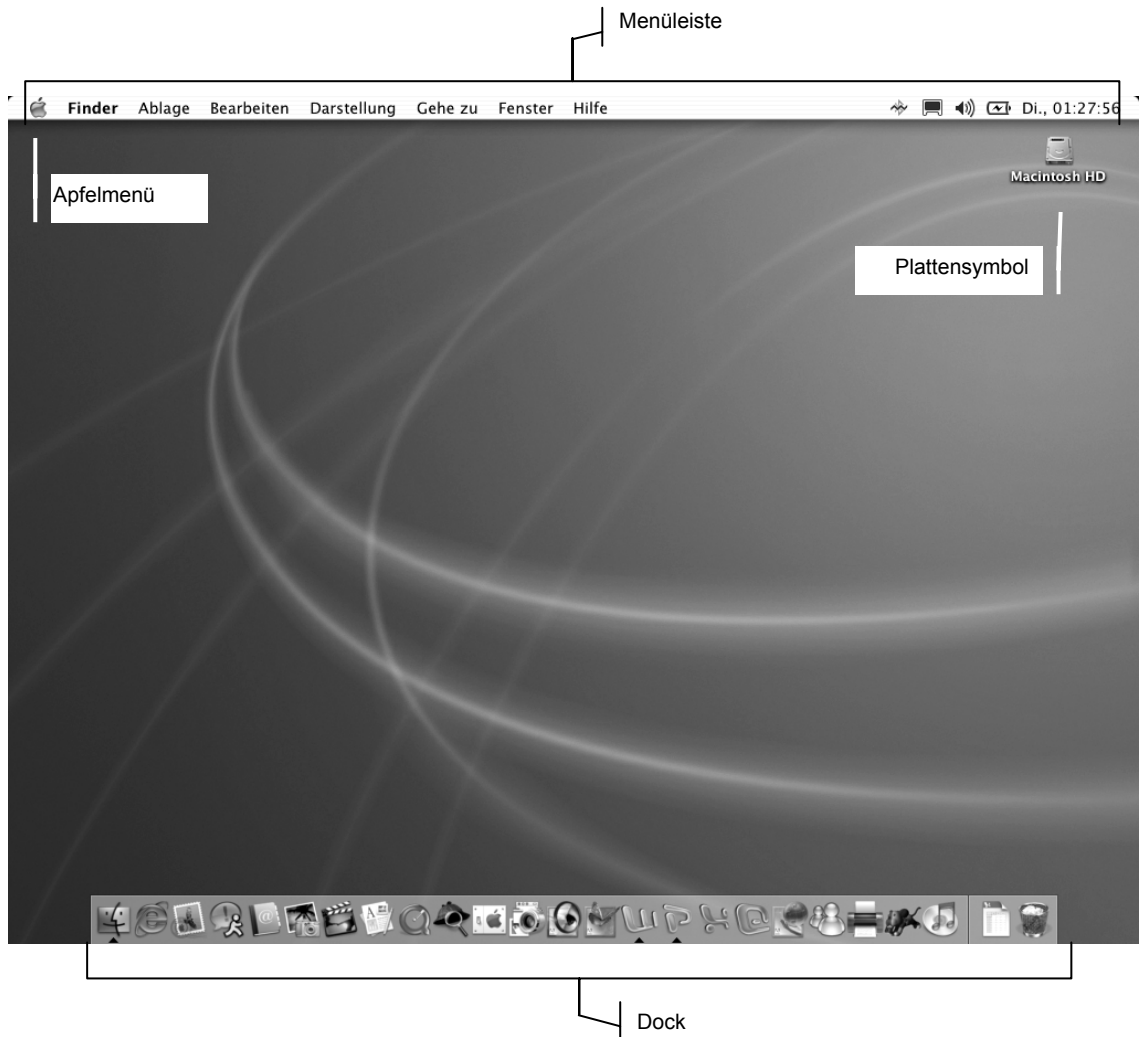 Menüleiste
Finder Ablage Bearbeiten Darstellung Gehe zu Fenster Hilfe Di., 01:27:56
Macintosh HD
Apfelmenü
Plattensymbol
Dock